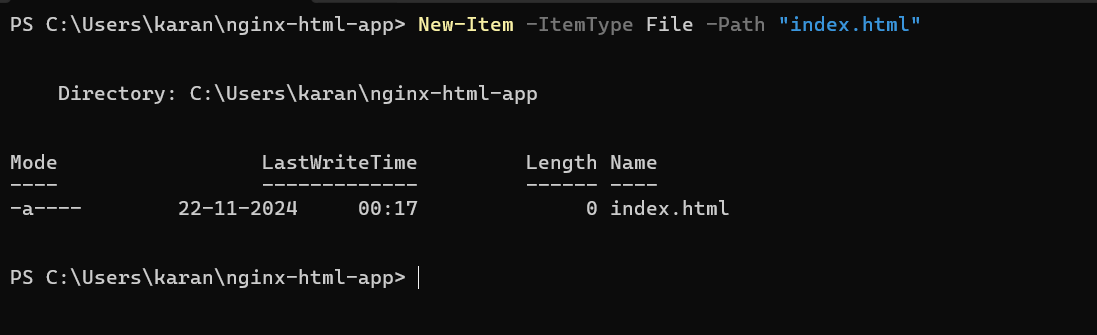 PS C:\Users\karan\nginx-html-app> New-Item -ItemType File -Path "index.html"
Directory: C:\Users\karan\nginx-html-app
Mode LastWriteTime Length Name
---- ------------- ------ ----
-a---- 22-11-2024 00:17 0 index.html
PS C:\Users\karan\nginx-html-app>